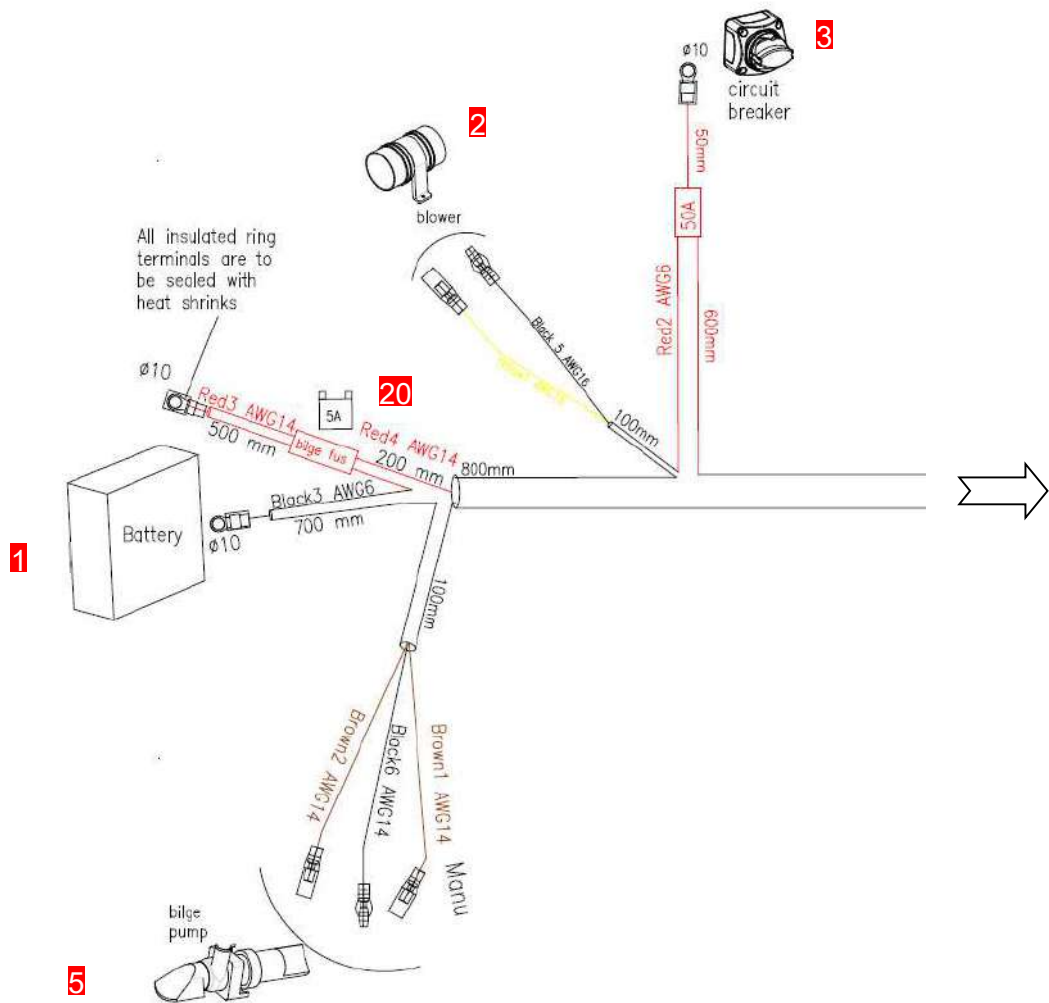 3
ø10
circuit
breaker
50mm
50A
Red2 AWG6
600mm
2
blower
Black 5 AWG16
100mm
All insulated ring
terminals are to
be sealed with
heat shrinks
ø10
20
5A
Red3 AWG14
500 mm
bilge fus
Red4 AWG14
200 mm
800mm
Black3 AWG6
700 mm
ø10
Battery
1
100mm
Brown2 AWG14
Black6 AWG14
Brown1 AWG14
Manu
bilge
pump
5